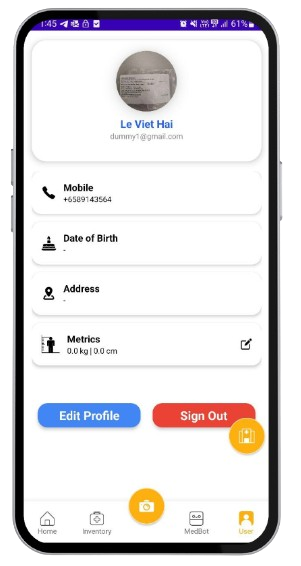 1:45 61%
Le Viet Hai
dummy1@gmail.com
Mobile
+6589143564
Date of Birth
-
Address
-
Metrics
0.0 kg | 0.0 cm
Edit Profile Sign Out
Home Inventory MedBot User